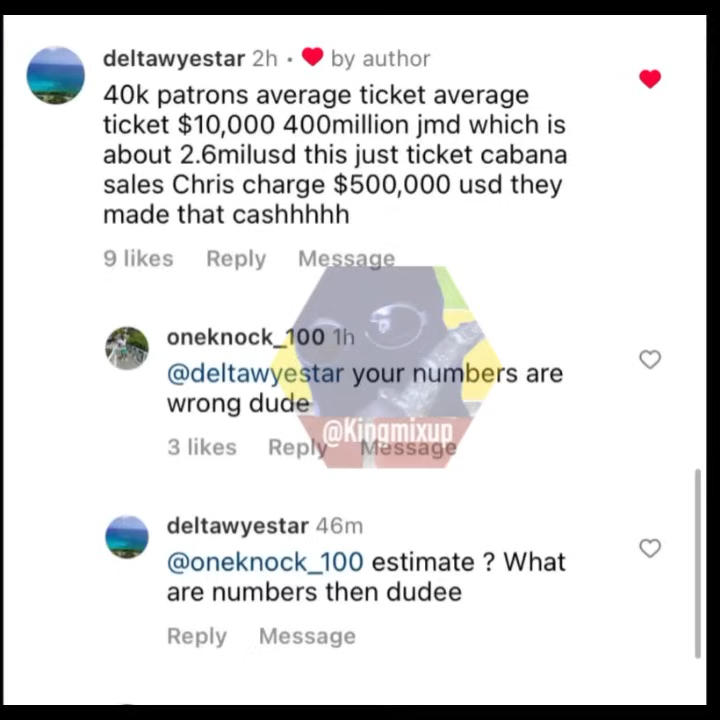 deltawyestar 2h • ❤️ by author
40k patrons average ticket average
ticket $10,000 400million jmd which is
about 2.6milusd this just ticket cabana
sales Chris charge $500,000 usd they
made that cashhhhh
9 likes Reply Message
oneknock_100 1h
@deltawyestar your numbers are
wrong dude
@Kingmixup
3 likes Reply Message
deltawyestar 46m
@oneknock_100 estimate ? What
are numbers then dudee
Reply Message